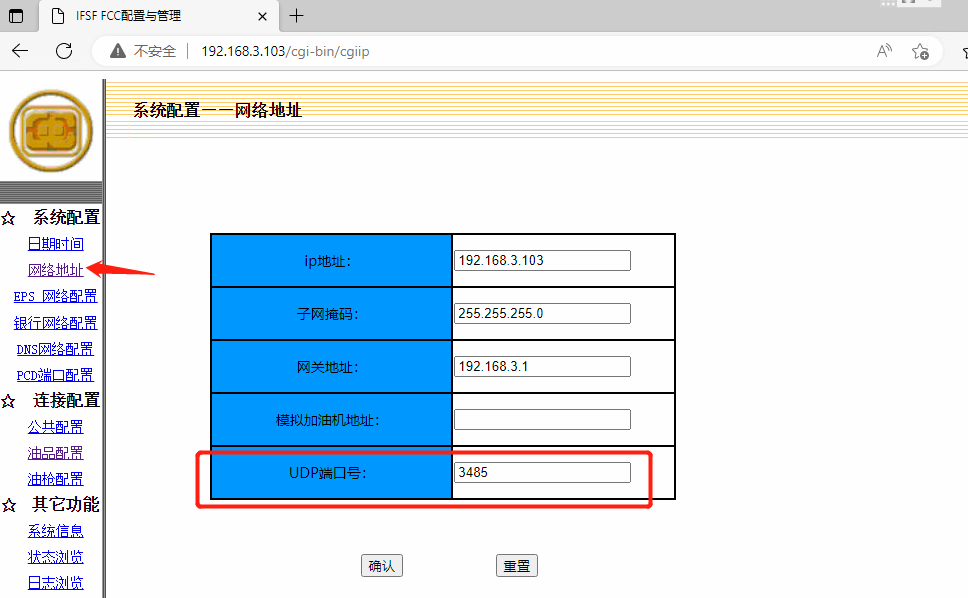 IFSF FCC配置与管理
不安全
192.168.3.103/cgi-bin/cgiip
系统配置——网络地址
☆ 系统配置
日期时间
网络地址
EPS 网络配置
银行网络配置
DNS网络配置
PCD端口配置
☆ 连接配置
公共配置
油品配置
油枪配置
☆ 其它功能
系统信息
状态浏览
日志浏览
ip地址: 192.168.3.103
子网掩码: 255.255.255.0
网关地址: 192.168.3.1
模拟加油机地址:
UDP端口号: 3485
确认 重置